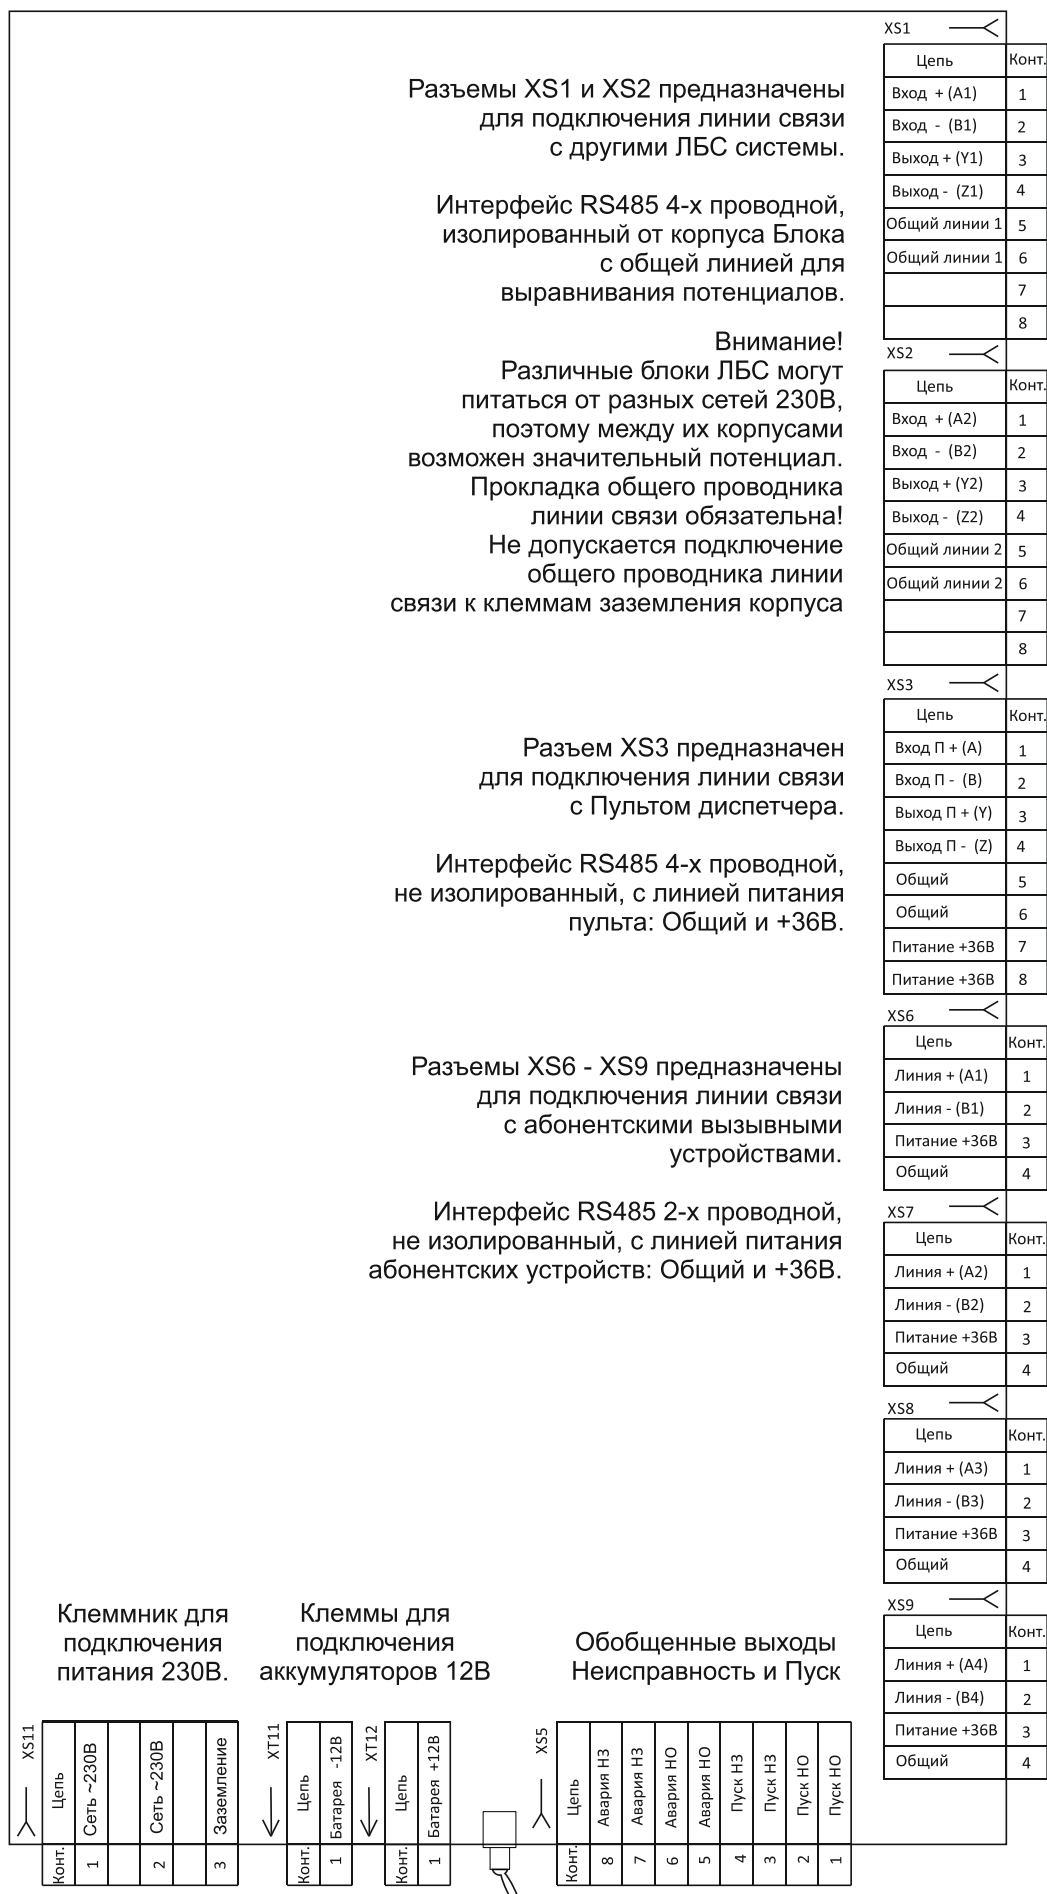 XS1
Цепь Конт.
Вход + (A1) 1
Вход - (B1) 2
Выход + (Y1) 3
Выход - (Z1) 4
Общий линии 1 5
Общий линии 1 6
7
8
Разъемы XS1 и XS2 предназначены
для подключения линии связи
с другими ЛБС системы.
Интерфейс RS485 4-х проводной,
изолированный от корпуса Блока
с общей линией для
выравнивания потенциалов.
Внимание!
Различные блоки ЛБС могут
питаться от разных сетей 230В,
поэтому между их корпусами
возможен значительный потенциал.
Прокладка общего проводника
линии связи обязательна!
Не допускается подключение
общего проводника линии
связи к клеммам заземления корпуса
XS2
Цепь Конт.
Вход + (A2) 1
Вход - (B2) 2
Выход + (Y2) 3
Выход - (Z2) 4
Общий линии 2 5
Общий линии 2 6
7
8
Разъем XS3 предназначен
для подключения линии связи
с Пультом диспетчера.
Интерфейс RS485 4-х проводной,
не изолированный, с линией питания
пульта: Общий и +36В.
XS3
Цепь Конт.
Вход П + (A) 1
Вход П - (B) 2
Выход П + (Y) 3
Выход П - (Z) 4
Общий 5
Общий 6
Питание +36В 7
Питание +36В 8
Разъемы XS6 - XS9 предназначены
для подключения линии связи
с абонентскими вызывными
устройствами.
Интерфейс RS485 2-х проводной,
не изолированный, с линией питания
абонентских устройств: Общий и +36В.
XS6
Цепь Конт.
Линия + (A1) 1
Линия - (B1) 2
Питание +36В 3
Общий 4
XS7
Цепь Конт.
Линия + (A2) 1
Линия - (B2) 2
Питание +36В 3
Общий 4
XS8
Цепь Конт.
Линия + (A3) 1
Линия - (B3) 2
Питание +36В 3
Общий 4
XS9
Цепь Конт.
Линия + (A4) 1
Линия - (B4) 2
Питание +36В 3
Общий 4
Клеммник для
подключения
питания 230В.
XS11
Цепь Конт.
Сеть ~230В 1
Сеть ~230В 2
Заземление 3
Клеммы для
подключения
аккумуляторов 12В
XT11
Цепь Конт.
Батарея -12В 1
XT12
Цепь Конт.
Батарея +12В 1
Обобщенные выходы
Неисправность и Пуск
XS5
Цепь Конт.
Авария НЗ 8
Авария НЗ 7
Авария НО 6
Авария НО 5
Пуск НЗ 4
Пуск НЗ 3
Пуск НО 2
Пуск НО 1